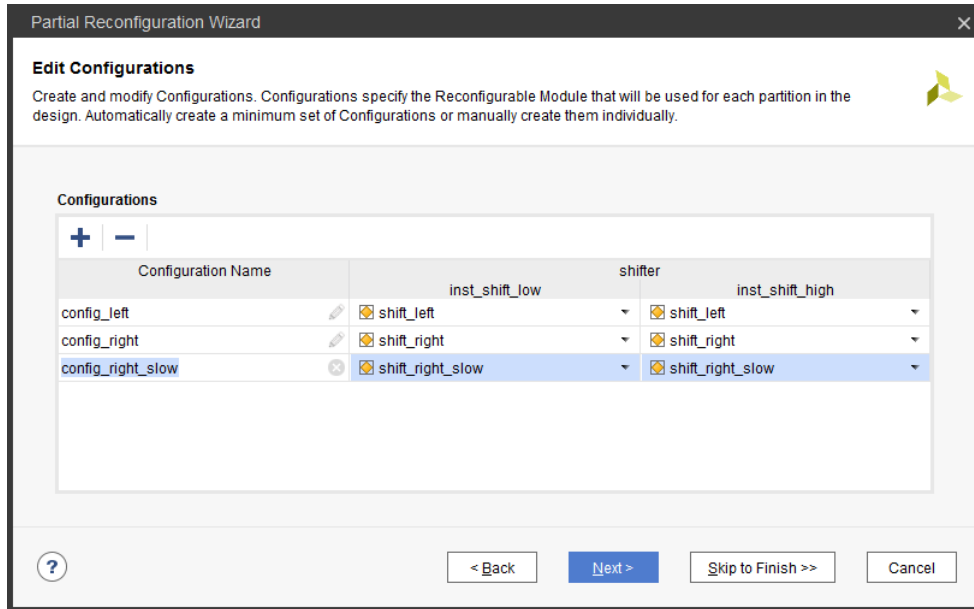 Partial Reconfiguration Wizard
Edit Configurations
Create and modify Configurations. Configurations specify the Reconfigurable Module that will be used for each partition in the
design. Automatically create a minimum set of Configurations or manually create them individually.
Configurations
Configuration Name shifter
inst_shift_low inst_shift_high
config_left shift_left shift_left
config_right shift_right shift_right
config_right_slow shift_right_slow shift_right_slow
? < Back Next > Skip to Finish >> Cancel